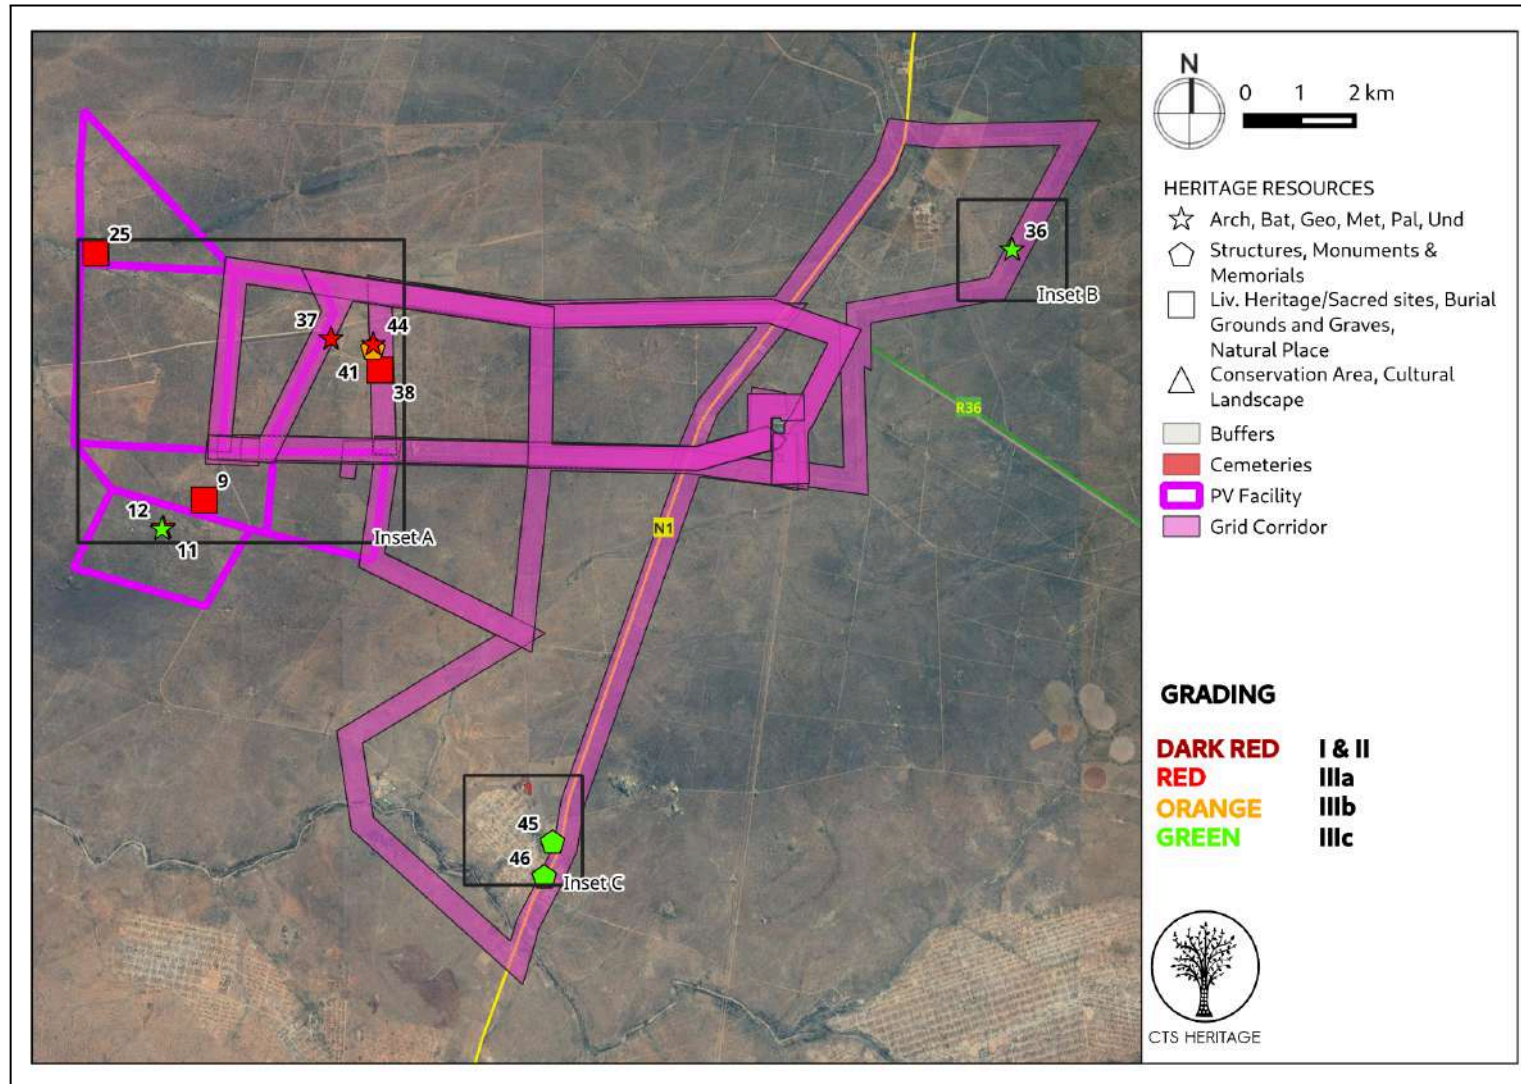 25
36
Inset B
37
44
41
38
R36
9
12
11
Inset A
N1
45
46
Inset C
N
0 1 2 km
HERITAGE RESOURCES
Arch, Bat, Geo, Met, Pal, Und
Structures, Monuments &
Memorials
Liv. Heritage/Sacred sites, Burial
Grounds and Graves,
Natural Place
Conservation Area, Cultural
Landscape
Buffers
Cemeteries
PV Facility
Grid Corridor
GRADING
DARK RED I & II
RED IIIa
ORANGE IIIb
GREEN IIIc
CTS HERITAGE